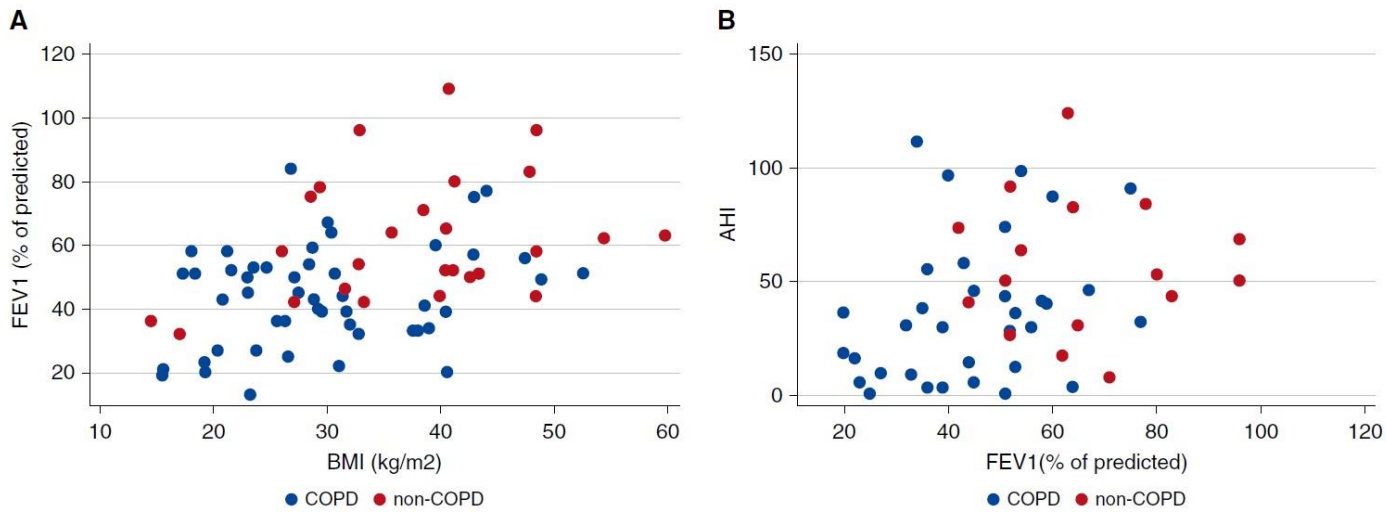 A
FEV1 (% of predicted)
120
100
80
60
40
20
10 20 30 40 50 60
BMI (kg/m2)
COPD non-COPD
B
AHI
150
100
50
0
20 40 60 80 100 120
FEV1(% of predicted)
COPD non-COPD